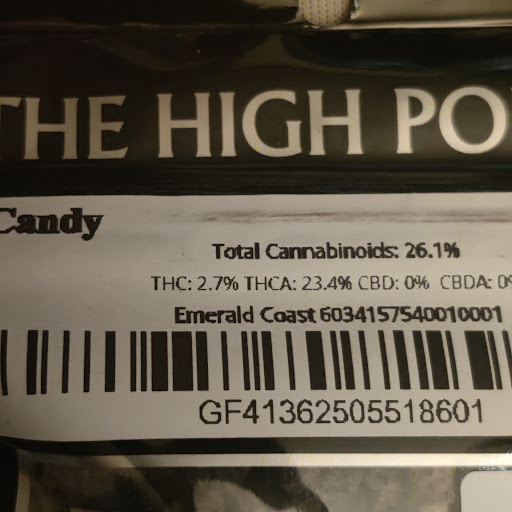 THE HIGH PO
Candy
Total Cannabinoids: 26.1%
THC: 2.7% THCA: 23.4% CBD: 0% CBDA: 0%
Emerald Coast 6034157540010001
GF41362505518601